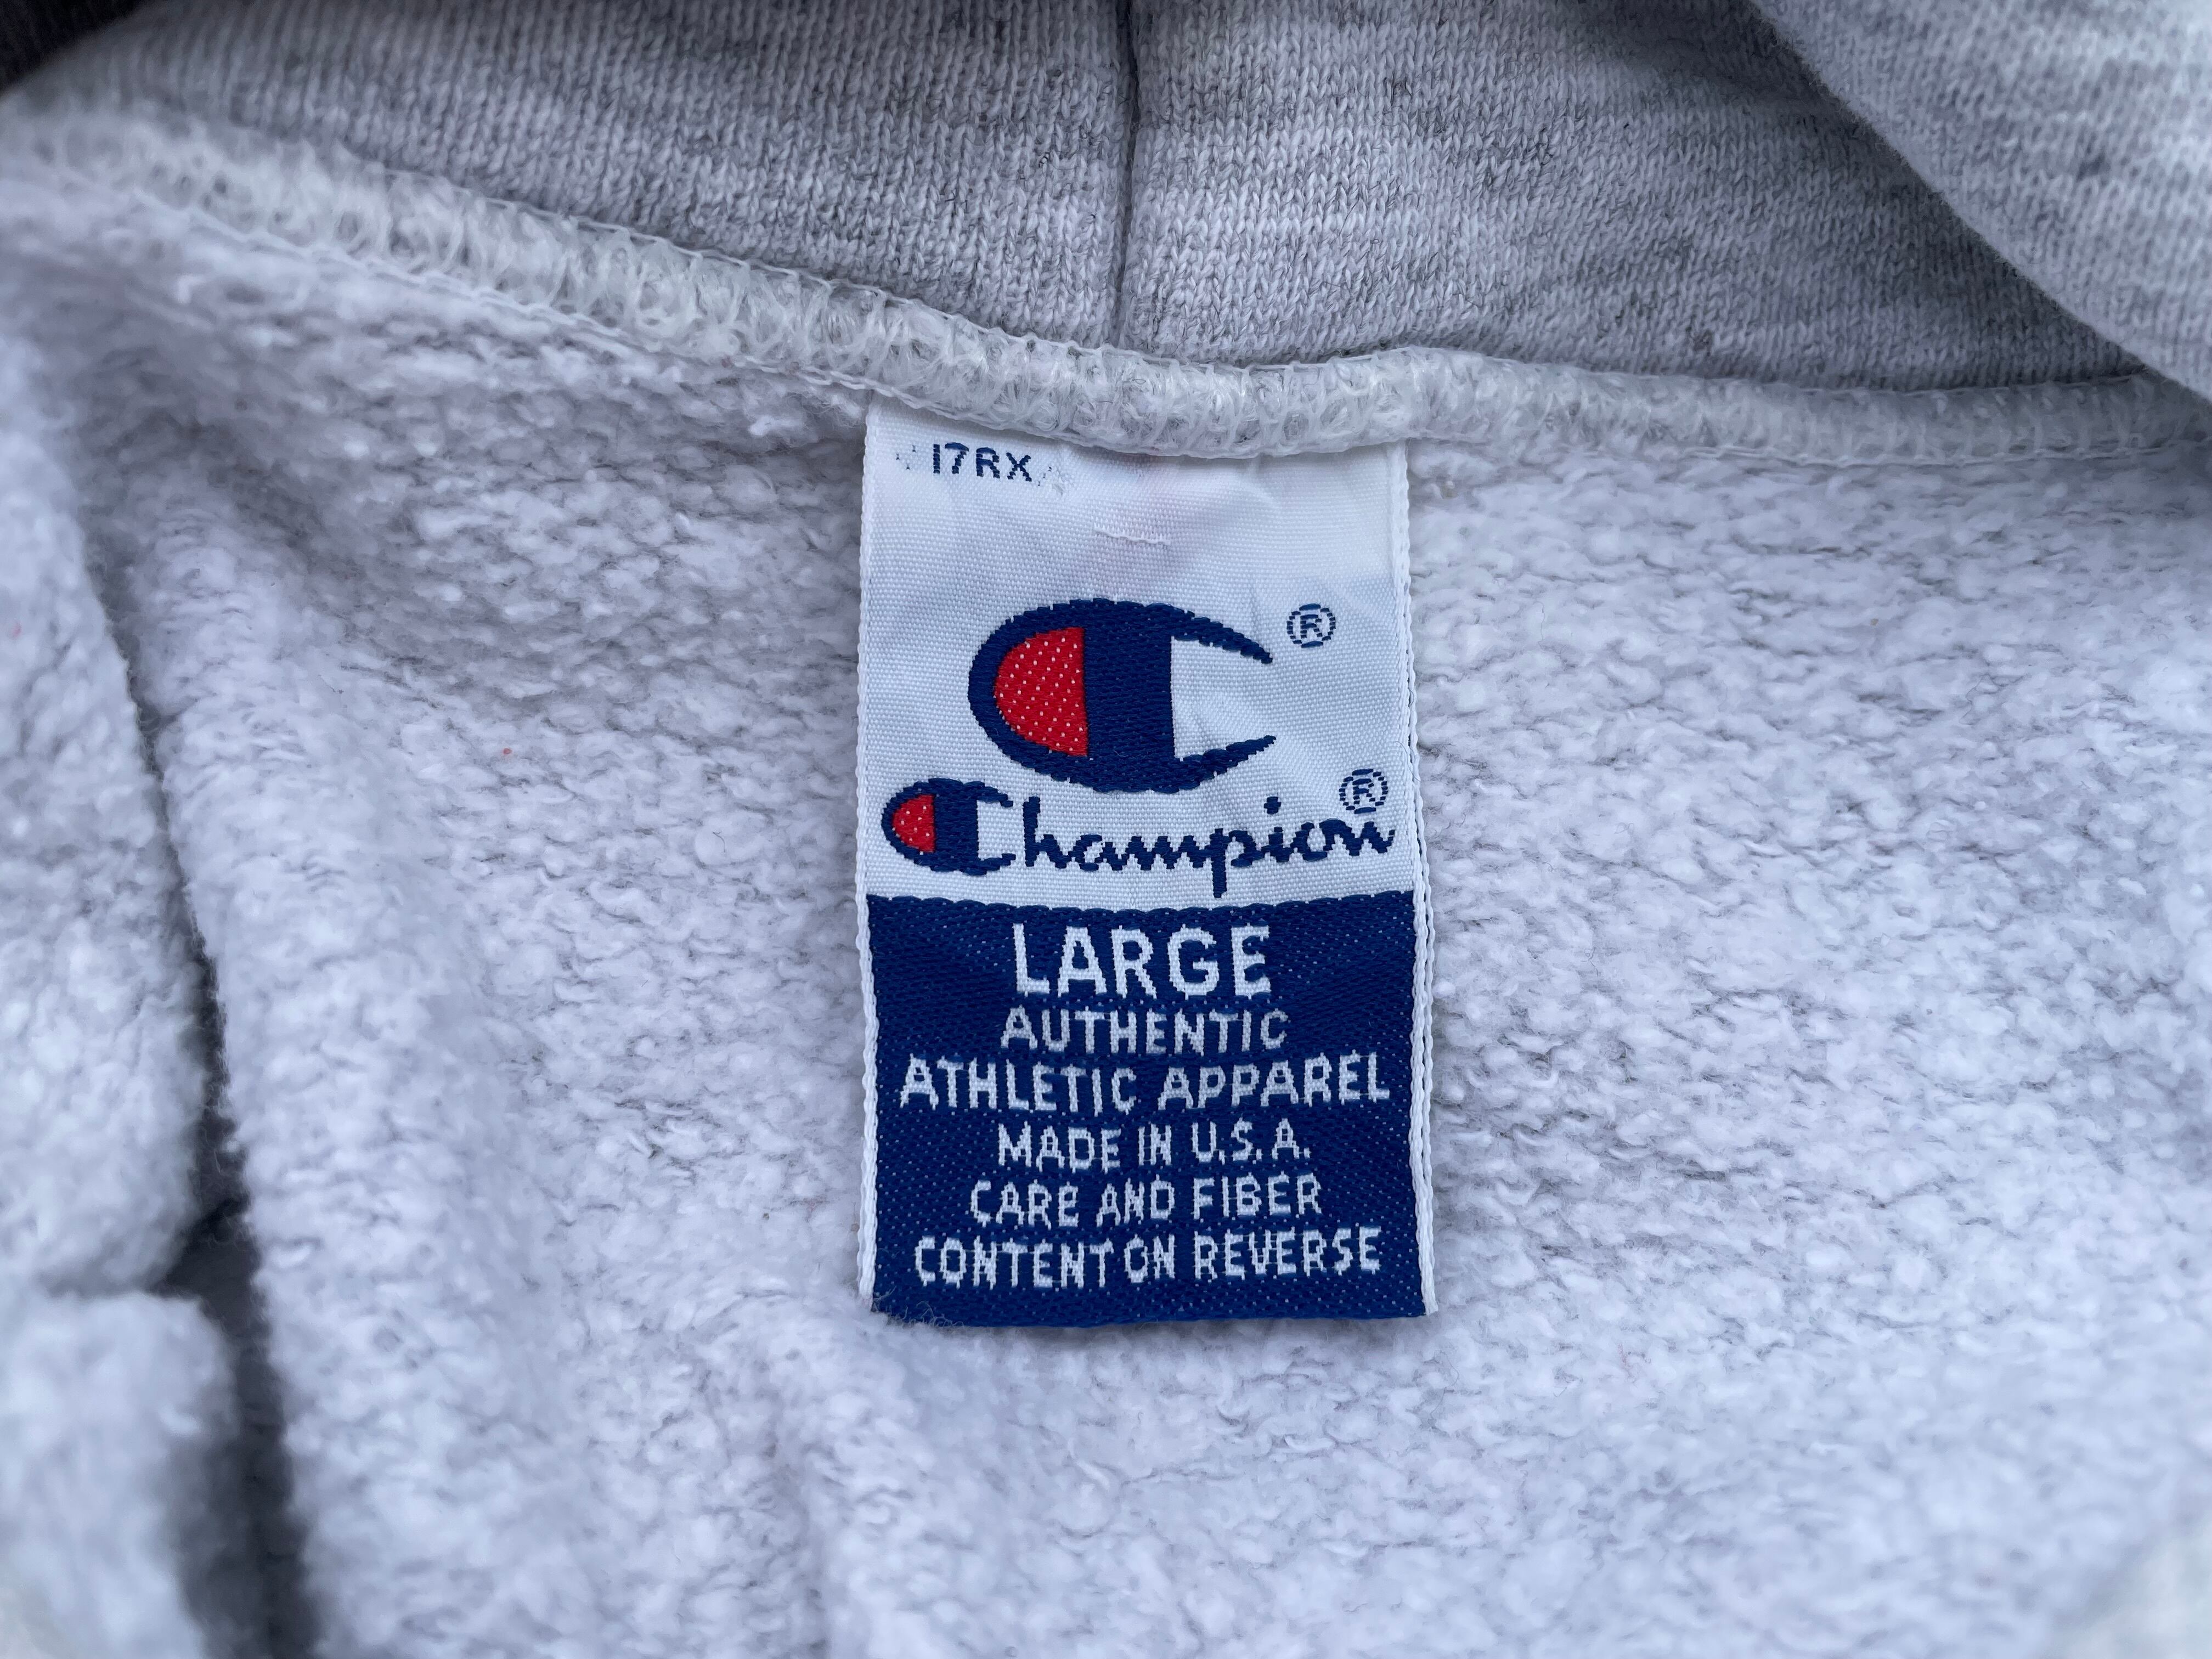 17RX
®
Champion®
LARGE
AUTHENTIC
ATHLETIC APPAREL
MADE IN U.S.A.
CARE AND FIBER
CONTENT ON REVERSE